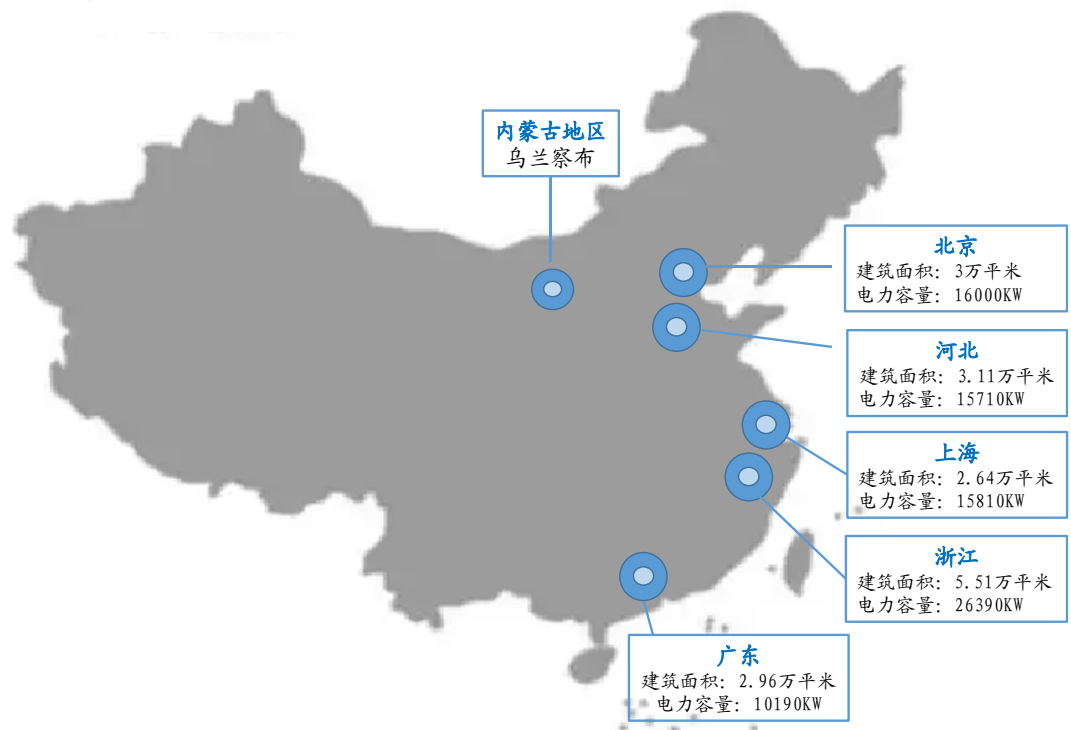 内蒙古地区
乌兰察布
北京
建筑面积: 3万平米
电力容量: 16000KW
河北
建筑面积: 3.11万平米
电力容量: 15710KW
上海
建筑面积: 2.64万平米
电力容量: 15810KW
浙江
建筑面积: 5.51万平米
电力容量: 26390KW
广东
建筑面积: 2.96万平米
电力容量: 10190KW